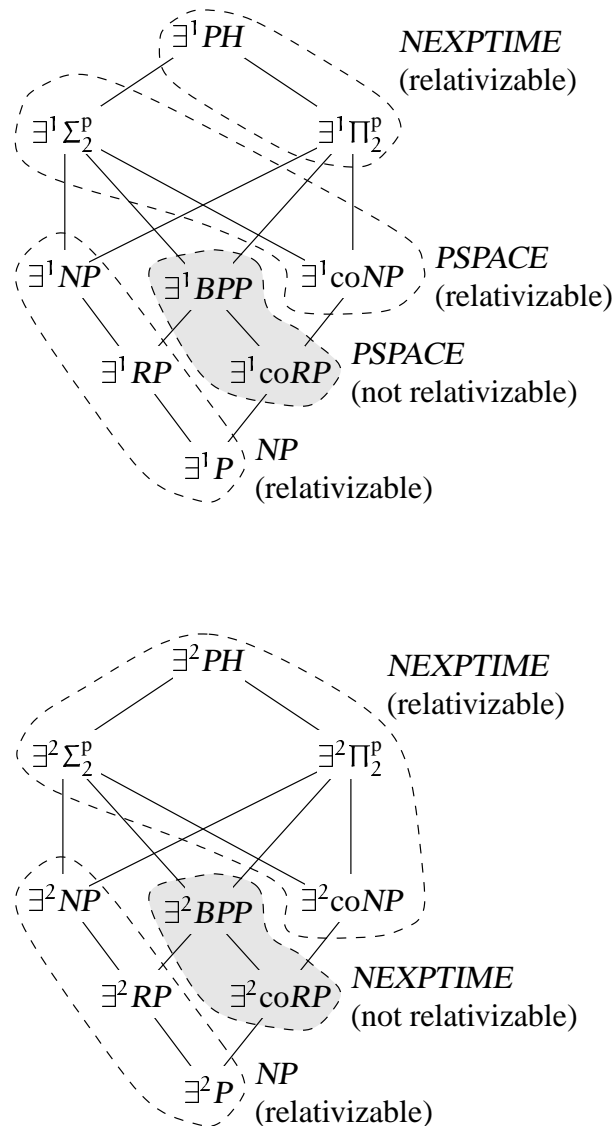 ∃¹PH NEXPTIME
(relativizable)
∃¹Σ₂ᵖ ∃¹Π₂ᵖ
∃¹NP ∃¹BPP ∃¹coNP PSPACE
(relativizable)
∃¹RP ∃¹coRP PSPACE
(not relativizable)
∃¹P NP
(relativizable)
∃²PH NEXPTIME
(relativizable)
∃²Σ₂ᵖ ∃²Π₂ᵖ
∃²NP ∃²BPP ∃²coNP
∃²RP ∃²coRP NEXPTIME
(not relativizable)
∃²P NP
(relativizable)